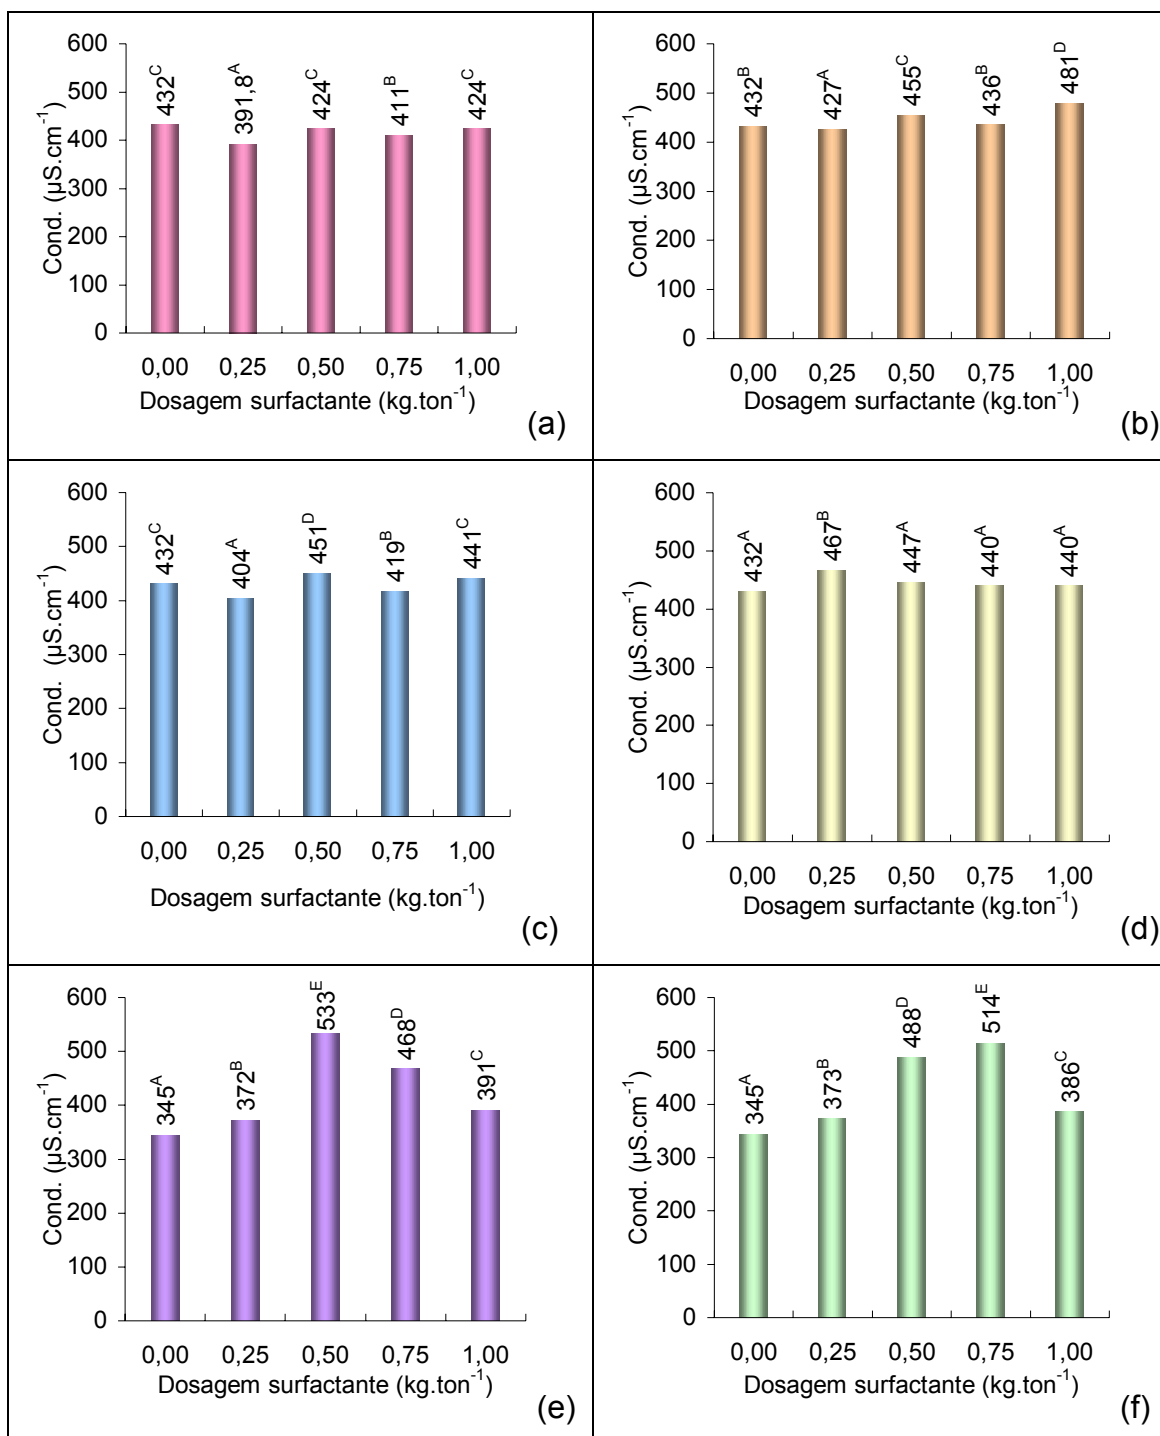 600
500
400
300
200
100
0
Cond. (µS.cm⁻¹)
432ᶜ 391,8ᴬ 424ᶜ 411ᴮ 424ᶜ
0,00 0,25 0,50 0,75 1,00
Dosagem surfactante (kg.ton⁻¹)
(a)
600
500
400
300
200
100
0
Cond. (µS.cm⁻¹)
432ᴮ 427ᴬ 455ᶜ 436ᴮ 481ᴰ
0,00 0,25 0,50 0,75 1,00
Dosagem surfactante (kg.ton⁻¹)
(b)
600
500
400
300
200
100
0
Cond. (µS.cm⁻¹)
432ᶜ 404ᴬ 451ᴰ 419ᴮ 441ᶜ
0,00 0,25 0,50 0,75 1,00
Dosagem surfactante (kg.ton⁻¹)
(c)
600
500
400
300
200
100
0
Cond. (µS.cm⁻¹)
432ᴬ 467ᴮ 447ᴬ 440ᴬ 440ᴬ
0,00 0,25 0,50 0,75 1,00
Dosagem surfactante (kg.ton⁻¹)
(d)
600
500
400
300
200
100
0
Cond. (µS.cm⁻¹)
345ᴬ 372ᴮ 533ᴱ 468ᴰ 391ᶜ
0,00 0,25 0,50 0,75 1,00
Dosagem surfactante (kg.ton⁻¹)
(e)
600
500
400
300
200
100
0
Cond. (µS.cm⁻¹)
345ᴬ 373ᴮ 488ᴰ 514ᴱ 386ᶜ
0,00 0,25 0,50 0,75 1,00
Dosagem surfactante (kg.ton⁻¹)
(f)